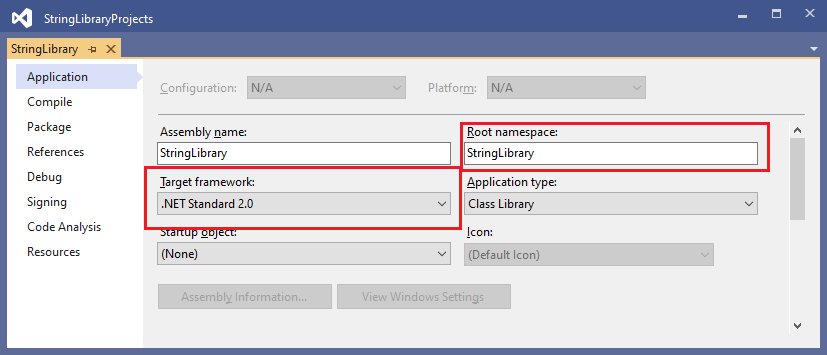 StringLibraryProjects
StringLibrary
Application
Compile
Package
References
Debug
Signing
Code Analysis
Resources
Configuration: N/A Platform: N/A
Assembly name: Root namespace:
StringLibrary StringLibrary
Target framework: Application type:
.NET Standard 2.0 Class Library
Startup object: Icon:
(None) (Default Icon)
Assembly Information... View Windows Settings